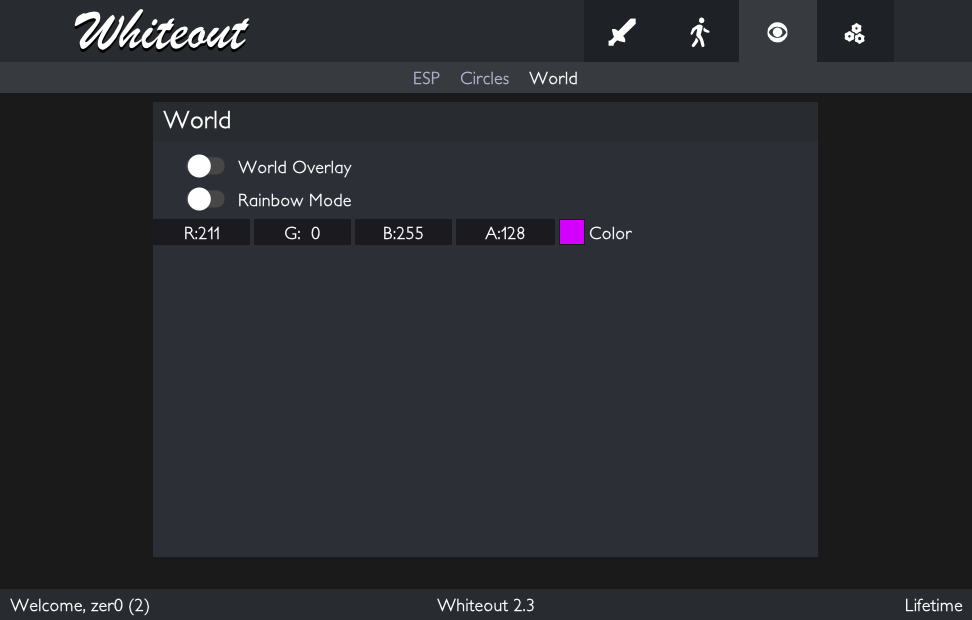 Whiteout
ESP Circles World
World
World Overlay
Rainbow Mode
R:211 G: 0 B:255 A:128 Color
Welcome, zer0 (2) Whiteout 2.3 Lifetime